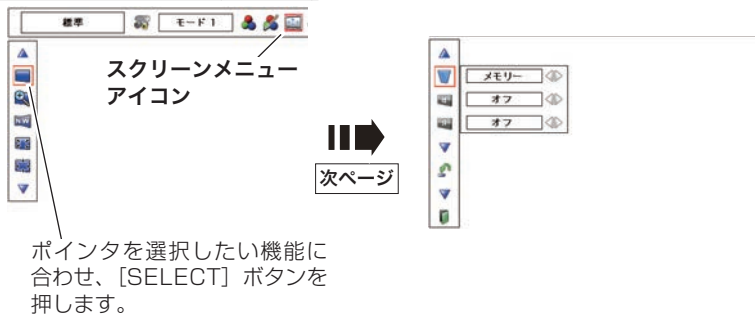 標準
モード 1
スクリーンメニュー
アイコン
メモリー
オフ
オフ
次ページ
ポインタを選択したい機能に
合わせ、［SELECT］ボタンを
押します。